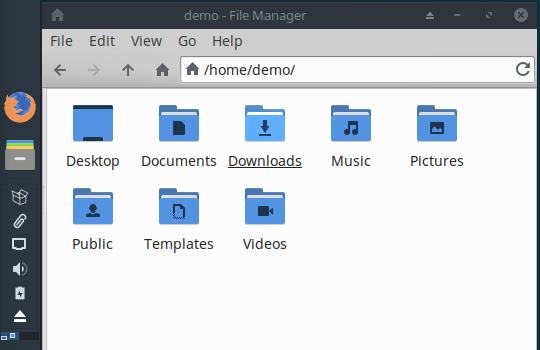 demo - File Manager
File Edit View Go Help
/home/demo/
Desktop Documents Downloads Music Pictures
Public Templates Videos